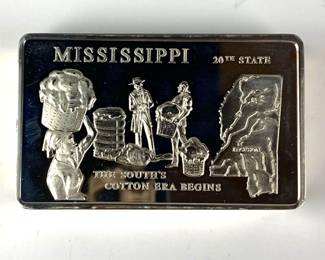 MISSISSIPPI
20TH STATE
THE SOUTH'S
COTTON ERA BEGINS